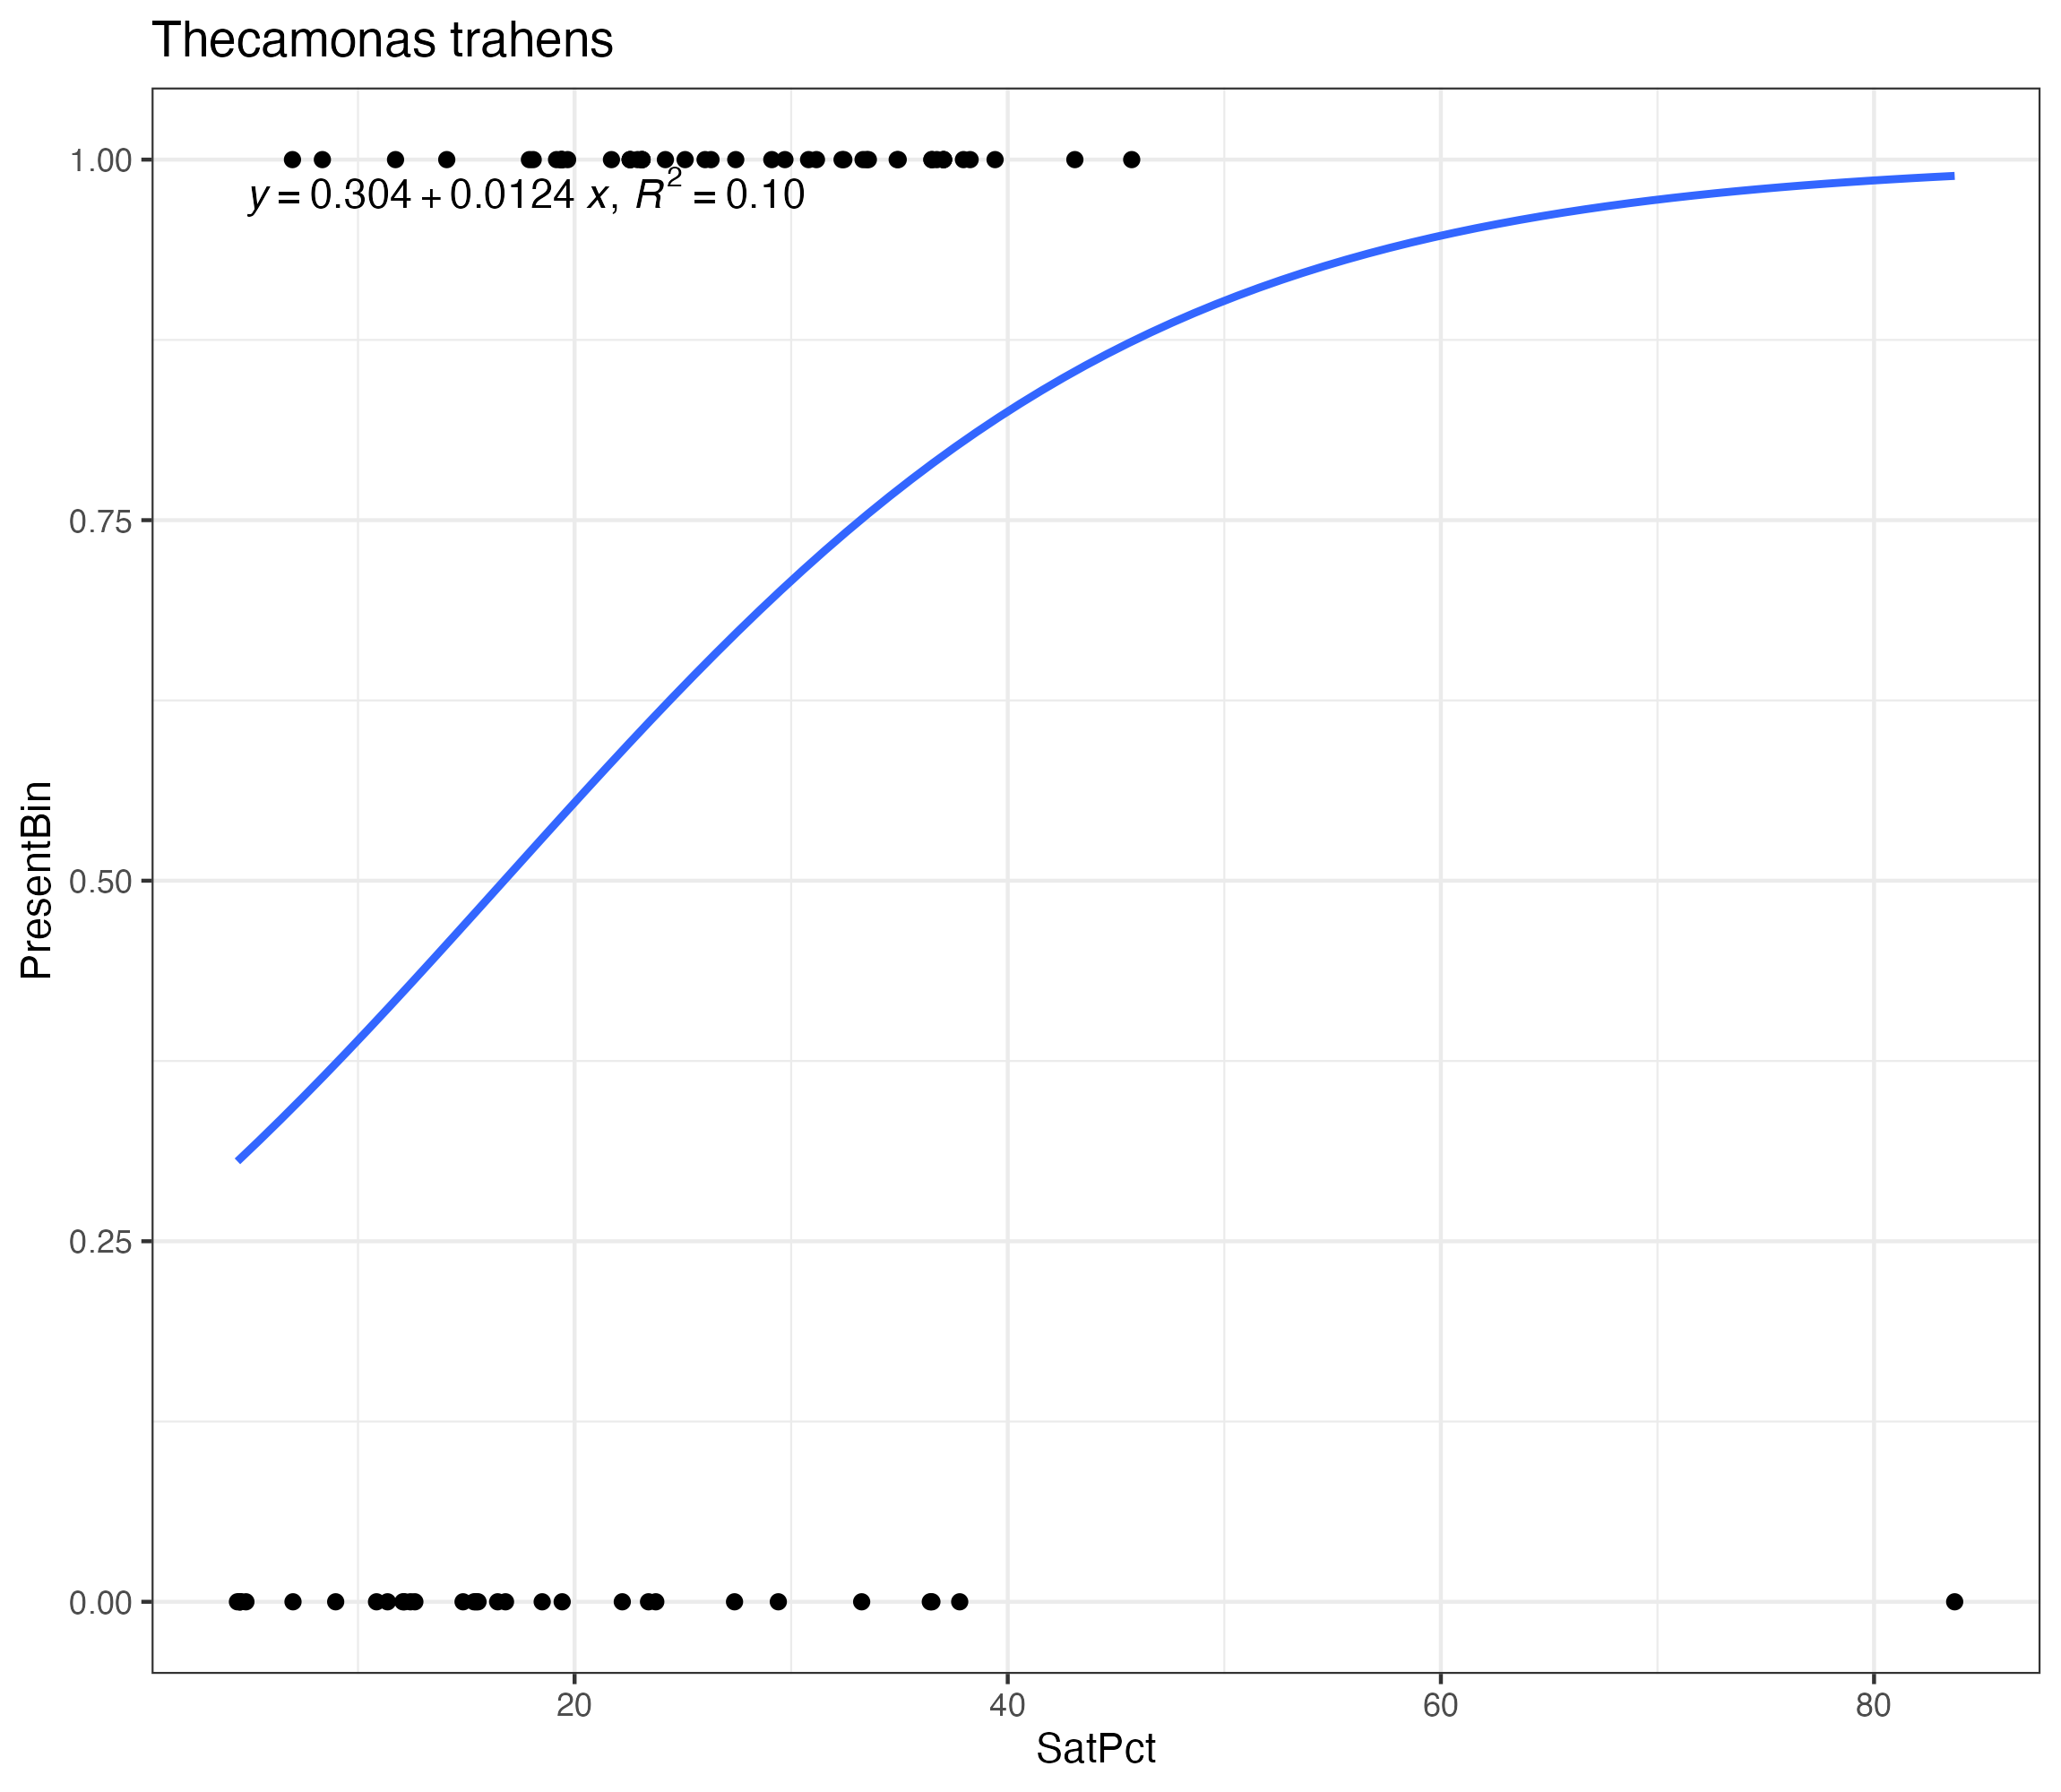 Thecamonas trahens
y = 0.304 + 0.0124 x, R² = 0.10
1.00
0.75
0.50
0.25
0.00
PresentBin
20 40 60 80
SatPct